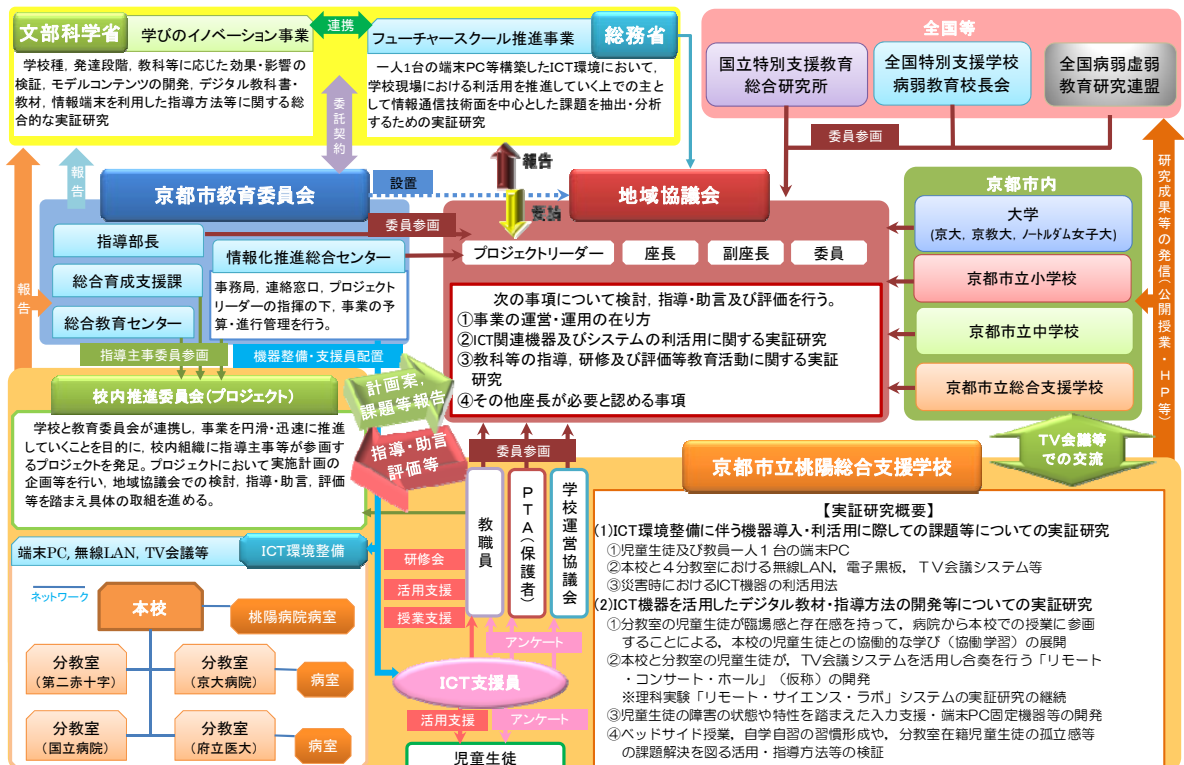 文部科学省
学びのイノベーション事業
学校種，発達段階，教科等に応じた効果・影響の
検証，モデルコンテンツの開発，デジタル教科書・
教材，情報端末を利用した指導方法等に関する総
合的な実証研究
連携
フューチャースクール推進事業
総務省
一人1台の端末PC等構築したICT環境において，
学校現場における利活用を推進していく上での主と
して情報通信技術面を中心とした課題を抽出・分析
するための実証研究
全国等
国立特別支援教育
総合研究所
全国特別支援学校
病弱教育校長会
全国病弱虚弱
教育研究連盟
委員参画
委託契約
報告
報告
報告
研究成果等の発信（公開授業・HP等）
京都市教育委員会
設置
地域協議会
指導部長
総合育成支援課
総合教育センター
情報化推進総合センター
事務局，連絡窓口，プロジェクト
リーダーの指揮の下，事業の予
算・進行管理を行う。
委員参画
プロジェクトリーダー
座長
副座長
委員
次の事項について検討，指導・助言及び評価を行う。
①事業の運営・運用の在り方
②ICT関連機器及びシステムの利活用に関する実証研究
③教科等の指導，研修及び評価等教育活動に関する実証
研究
④その他座長が必要と認める事項
京都市内
大学
（京大，京教大，ノートルダム女子大）
京都市立小学校
京都市立中学校
京都市立総合支援学校
指導主事委員参画
機器整備・支援員配置
校内推進委員会（プロジェクト）
学校と教育委員会が連携し，事業を円滑・迅速に推進
していくことを目的に，校内組織に指導主事等が参画す
るプロジェクトを発足。プロジェクトにおいて実施計画の
企画等を行い，地域協議会での検討，指導・助言，評価
等を踏まえ具体の取組を進める。
計画案，
課題等報告
指導・助言
評価等
委員参画
教職員
PTA（保護者）
学校運営協議会
TV会議等
での交流
端末PC，無線LAN，TV会議等
ICT環境整備
ネットワーク
本校
桃陽病院病室
分教室
（第二赤十字）
分教室
（京大病院）
病室
分教室
（国立病院）
分教室
（府立医大）
病室
研修会
活用支援
授業支援
アンケート
ICT支援員
活用支援
アンケート
児童生徒
京都市立桃陽総合支援学校
【実証研究概要】
(1)ICT環境整備に伴う機器導入・利活用に際しての課題等についての実証研究
①児童生徒及び教員一人１台の端末PC
②本校と４分教室における無線LAN，電子黒板，ＴＶ会議システム等
③災害時におけるICT機器の利活用法
(2)ICT機器を活用したデジタル教材・指導方法の開発等についての実証研究
①分教室の児童生徒が臨場感と存在感を持って，病院から本校での授業に参画
することによる，本校の児童生徒との協働的な学び（協働学習）の展開
②本校と分教室の児童生徒が，TV会議システムを活用し合奏を行う「リモート
・コンサート・ホール」（仮称）の開発
※理科実験「リモート・サイエンス・ラボ」システムの実証研究の継続
③児童生徒の障害の状態や特性を踏まえた入力支援・端末PC固定機器等の開発
④ベッドサイド授業，自学自習の習慣形成や，分教室在籍児童生徒の孤立感等
の課題解決を図る活用・指導方法等の検証